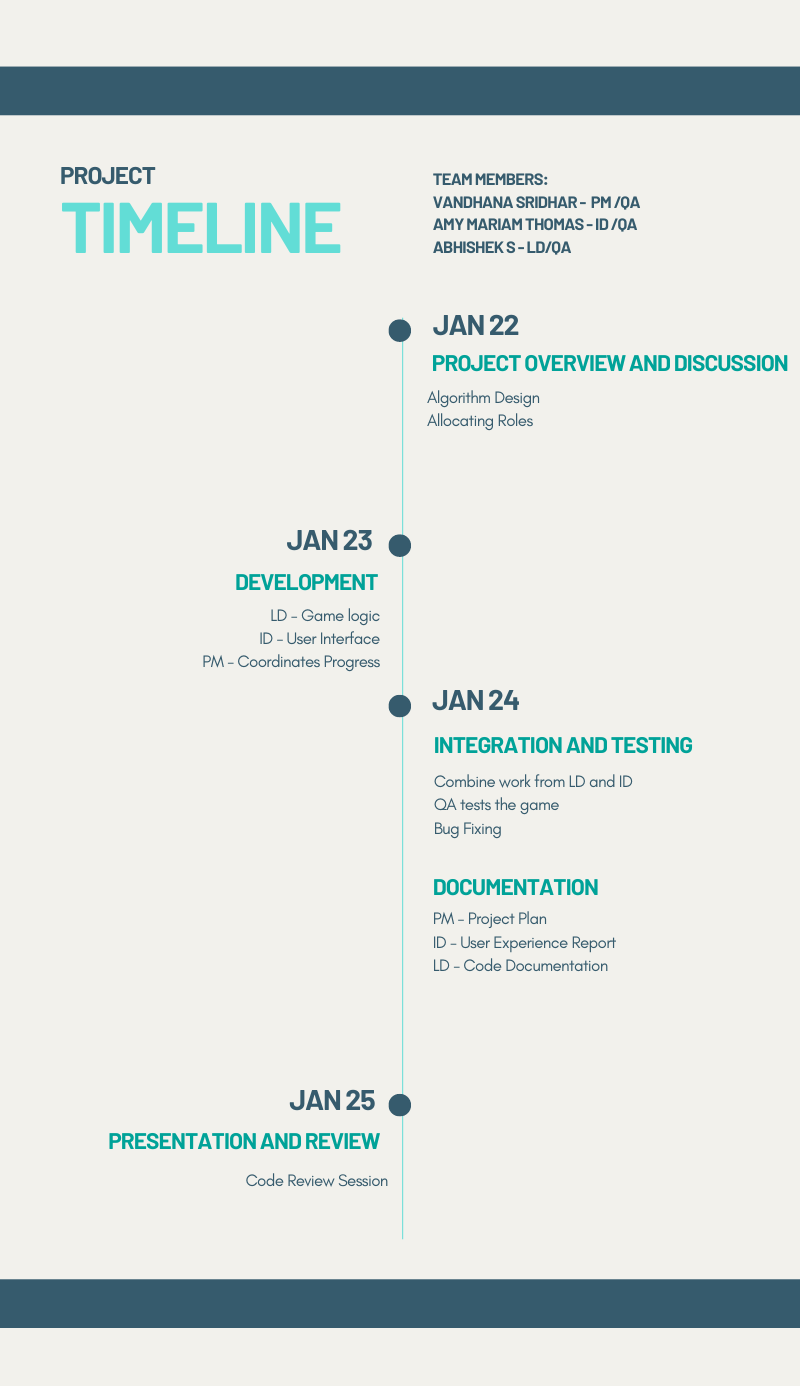 PROJECT
TIMELINE
TEAM MEMBERS:
VANDHANA SRIDHAR - PM /QA
AMY MARIAM THOMAS - ID /QA
ABHISHEK S - LD/QA
JAN 22
PROJECT OVERVIEW AND DISCUSSION
Algorithm Design
Allocating Roles
JAN 23
DEVELOPMENT
LD - Game logic
ID - User Interface
PM - Coordinates Progress
JAN 24
INTEGRATION AND TESTING
Combine work from LD and ID
QA tests the game
Bug Fixing
DOCUMENTATION
PM - Project Plan
ID - User Experience Report
LD - Code Documentation
JAN 25
PRESENTATION AND REVIEW
Code Review Session